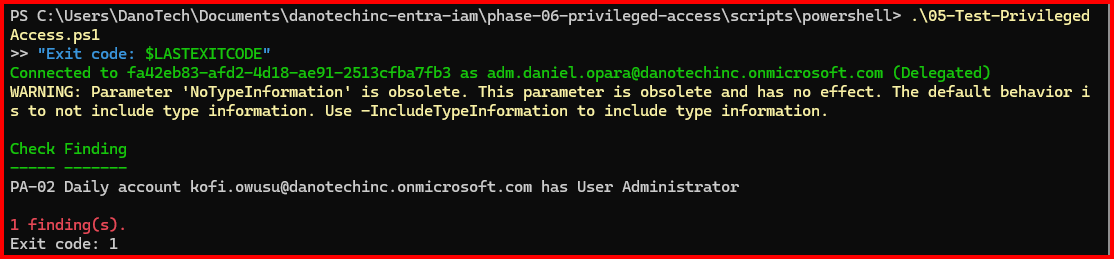 PS C:\Users\DanoTech\Documents\danotechinc-entra-iam\phase-06-privileged-access\scripts\powershell> .\05-Test-Privileged
Access.ps1
>> "Exit code: $LASTEXITCODE"
Connected to fa42eb83-afd2-4d18-ae91-2513cfba7fb3 as adm.daniel.opara@danotechinc.onmicrosoft.com (Delegated)
WARNING: Parameter 'NoTypeInformation' is obsolete. This parameter is obsolete and has no effect. The default behavior i
s to not include type information. Use -IncludeTypeInformation to include type information.
Check Finding
----- -------
PA-02 Daily account kofi.owusu@danotechinc.onmicrosoft.com has User Administrator
1 finding(s).
Exit code: 1